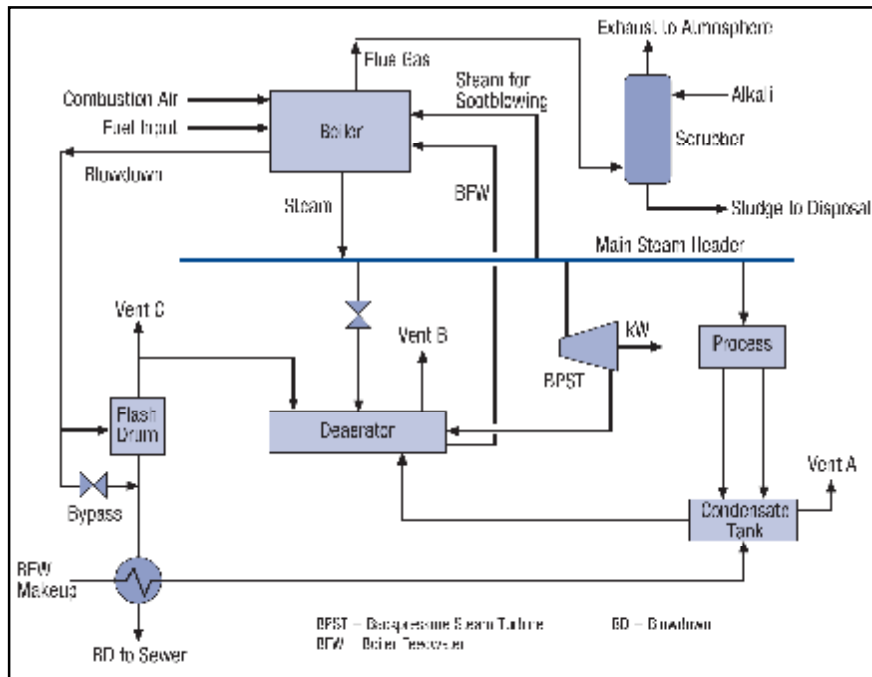 Exhaust to Atmosphere
Flue Gas
Steam for
Sootblowing
Combustion Air
Alkali
Fuel Input
Boiler
Scrubber
Blowdown
Steam
BFW
Sludge to Disposal
Main Steam Header
Vent C
Vent B
kW
Process
BPST
Flash
Drum
Deaerator
Vent A
Bypass
Condensate
Tank
BFW
Makeup
BPST – Backpressure Steam Turbine
BD – Blowdown
BFW – Boiler Feedwater
BD to Sewer